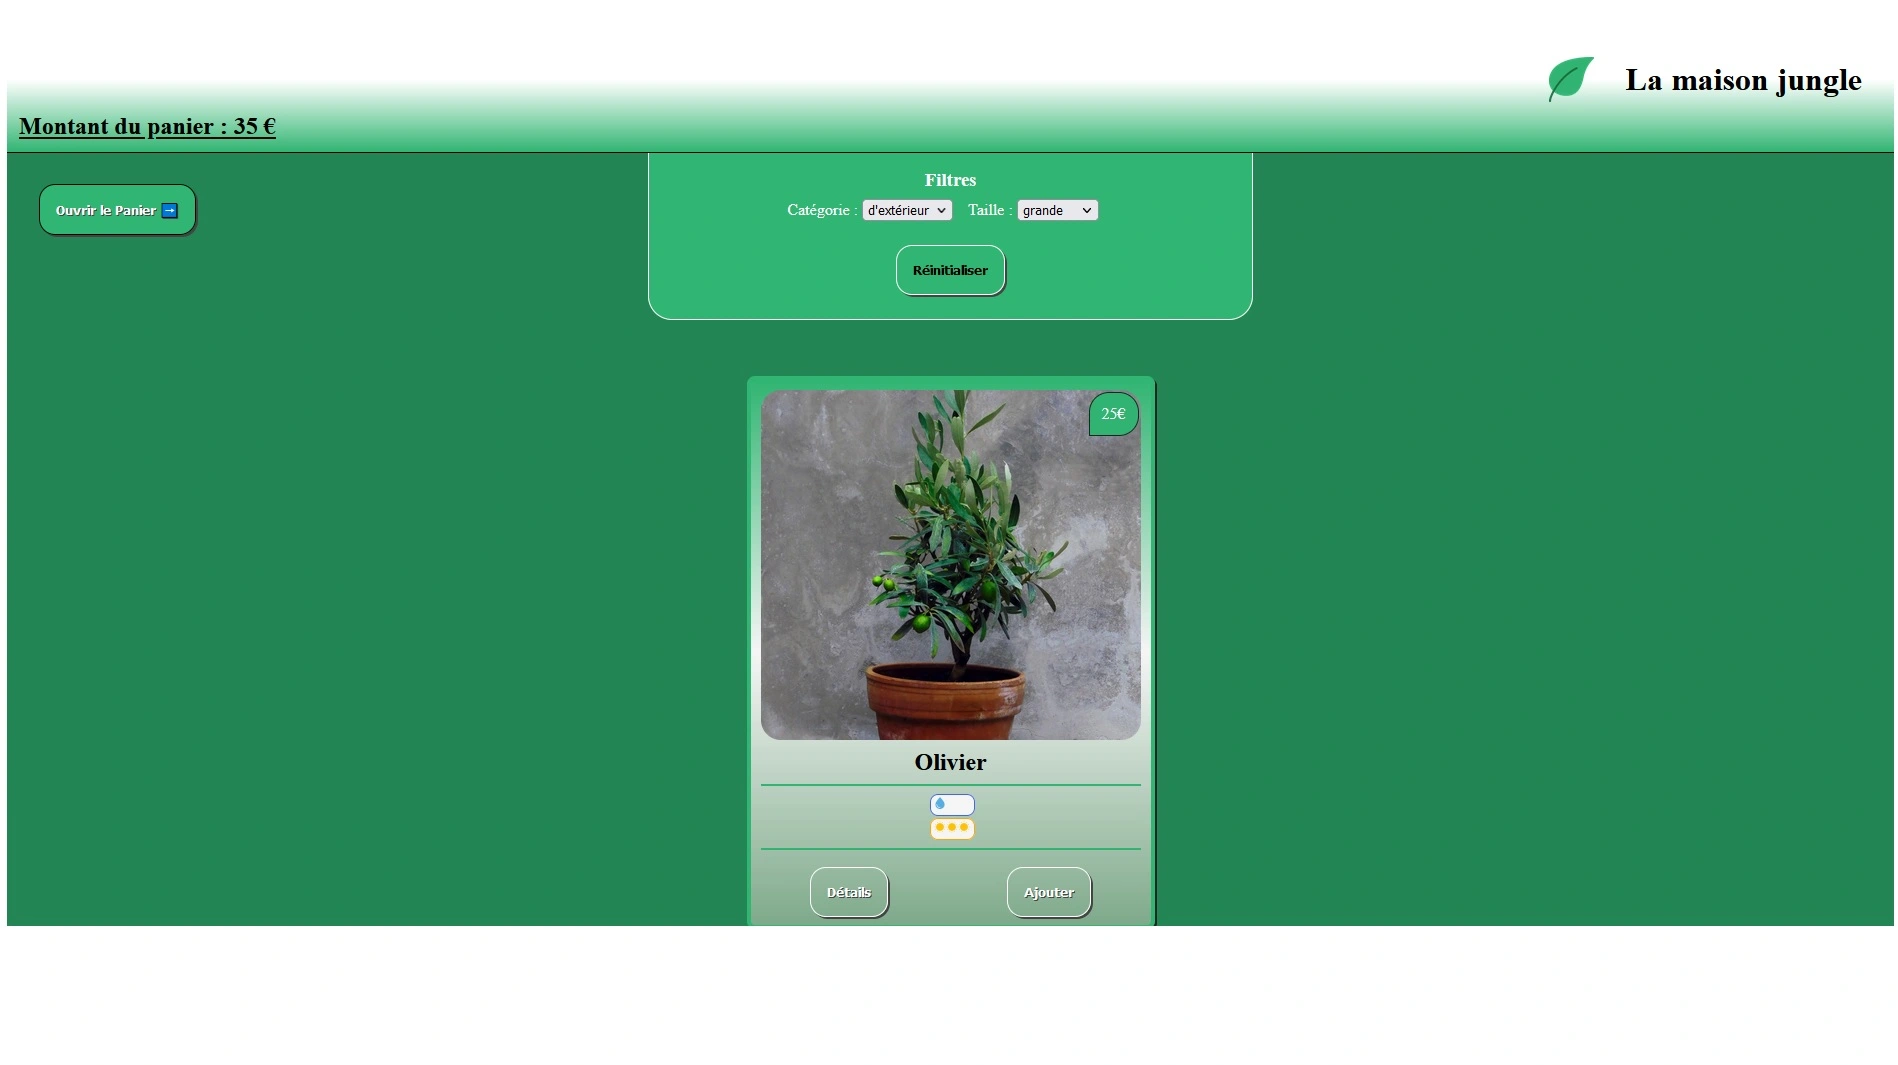 La maison jungle
Montant du panier : 35 €
Ouvrir le Panier ➡
Filtres
Catégorie : d'extérieur Taille : grande
Réinitialiser
25€
Olivier
Détails Ajouter